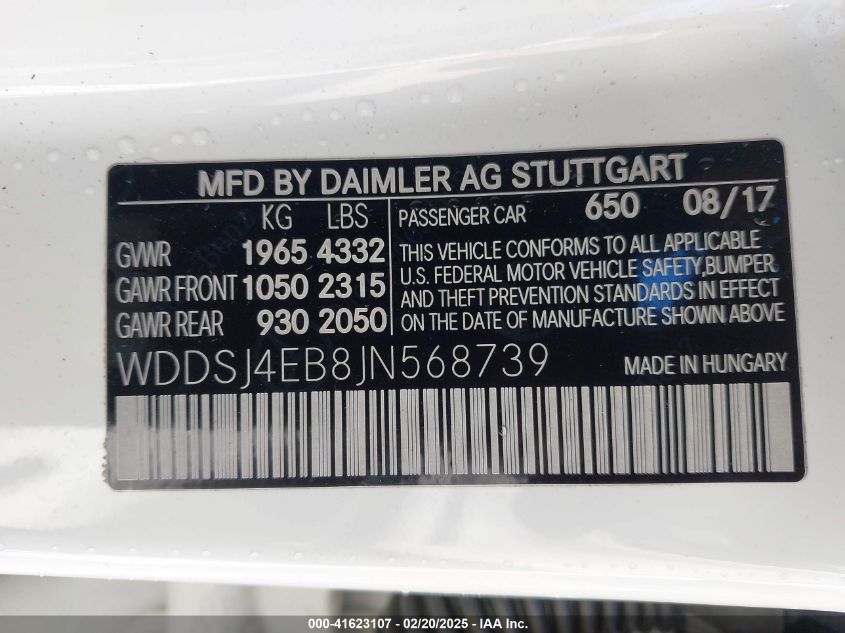 MFD BY DAIMLER AG STUTTGART
KG LBS
GVWR 1965 4332
GAWR FRONT 1050 2315
GAWR REAR 930 2050
PASSENGER CAR 650 08/17
THIS VEHICLE CONFORMS TO ALL APPLICABLE
U.S. FEDERAL MOTOR VEHICLE SAFETY,BUMPER
AND THEFT PREVENTION STANDARDS IN EFFECT
ON THE DATE OF MANUFACTURE SHOWN ABOVE
WDDSJ4EB8JN568739 MADE IN HUNGARY
000-41623107 - 02/20/2025 - IAA Inc.